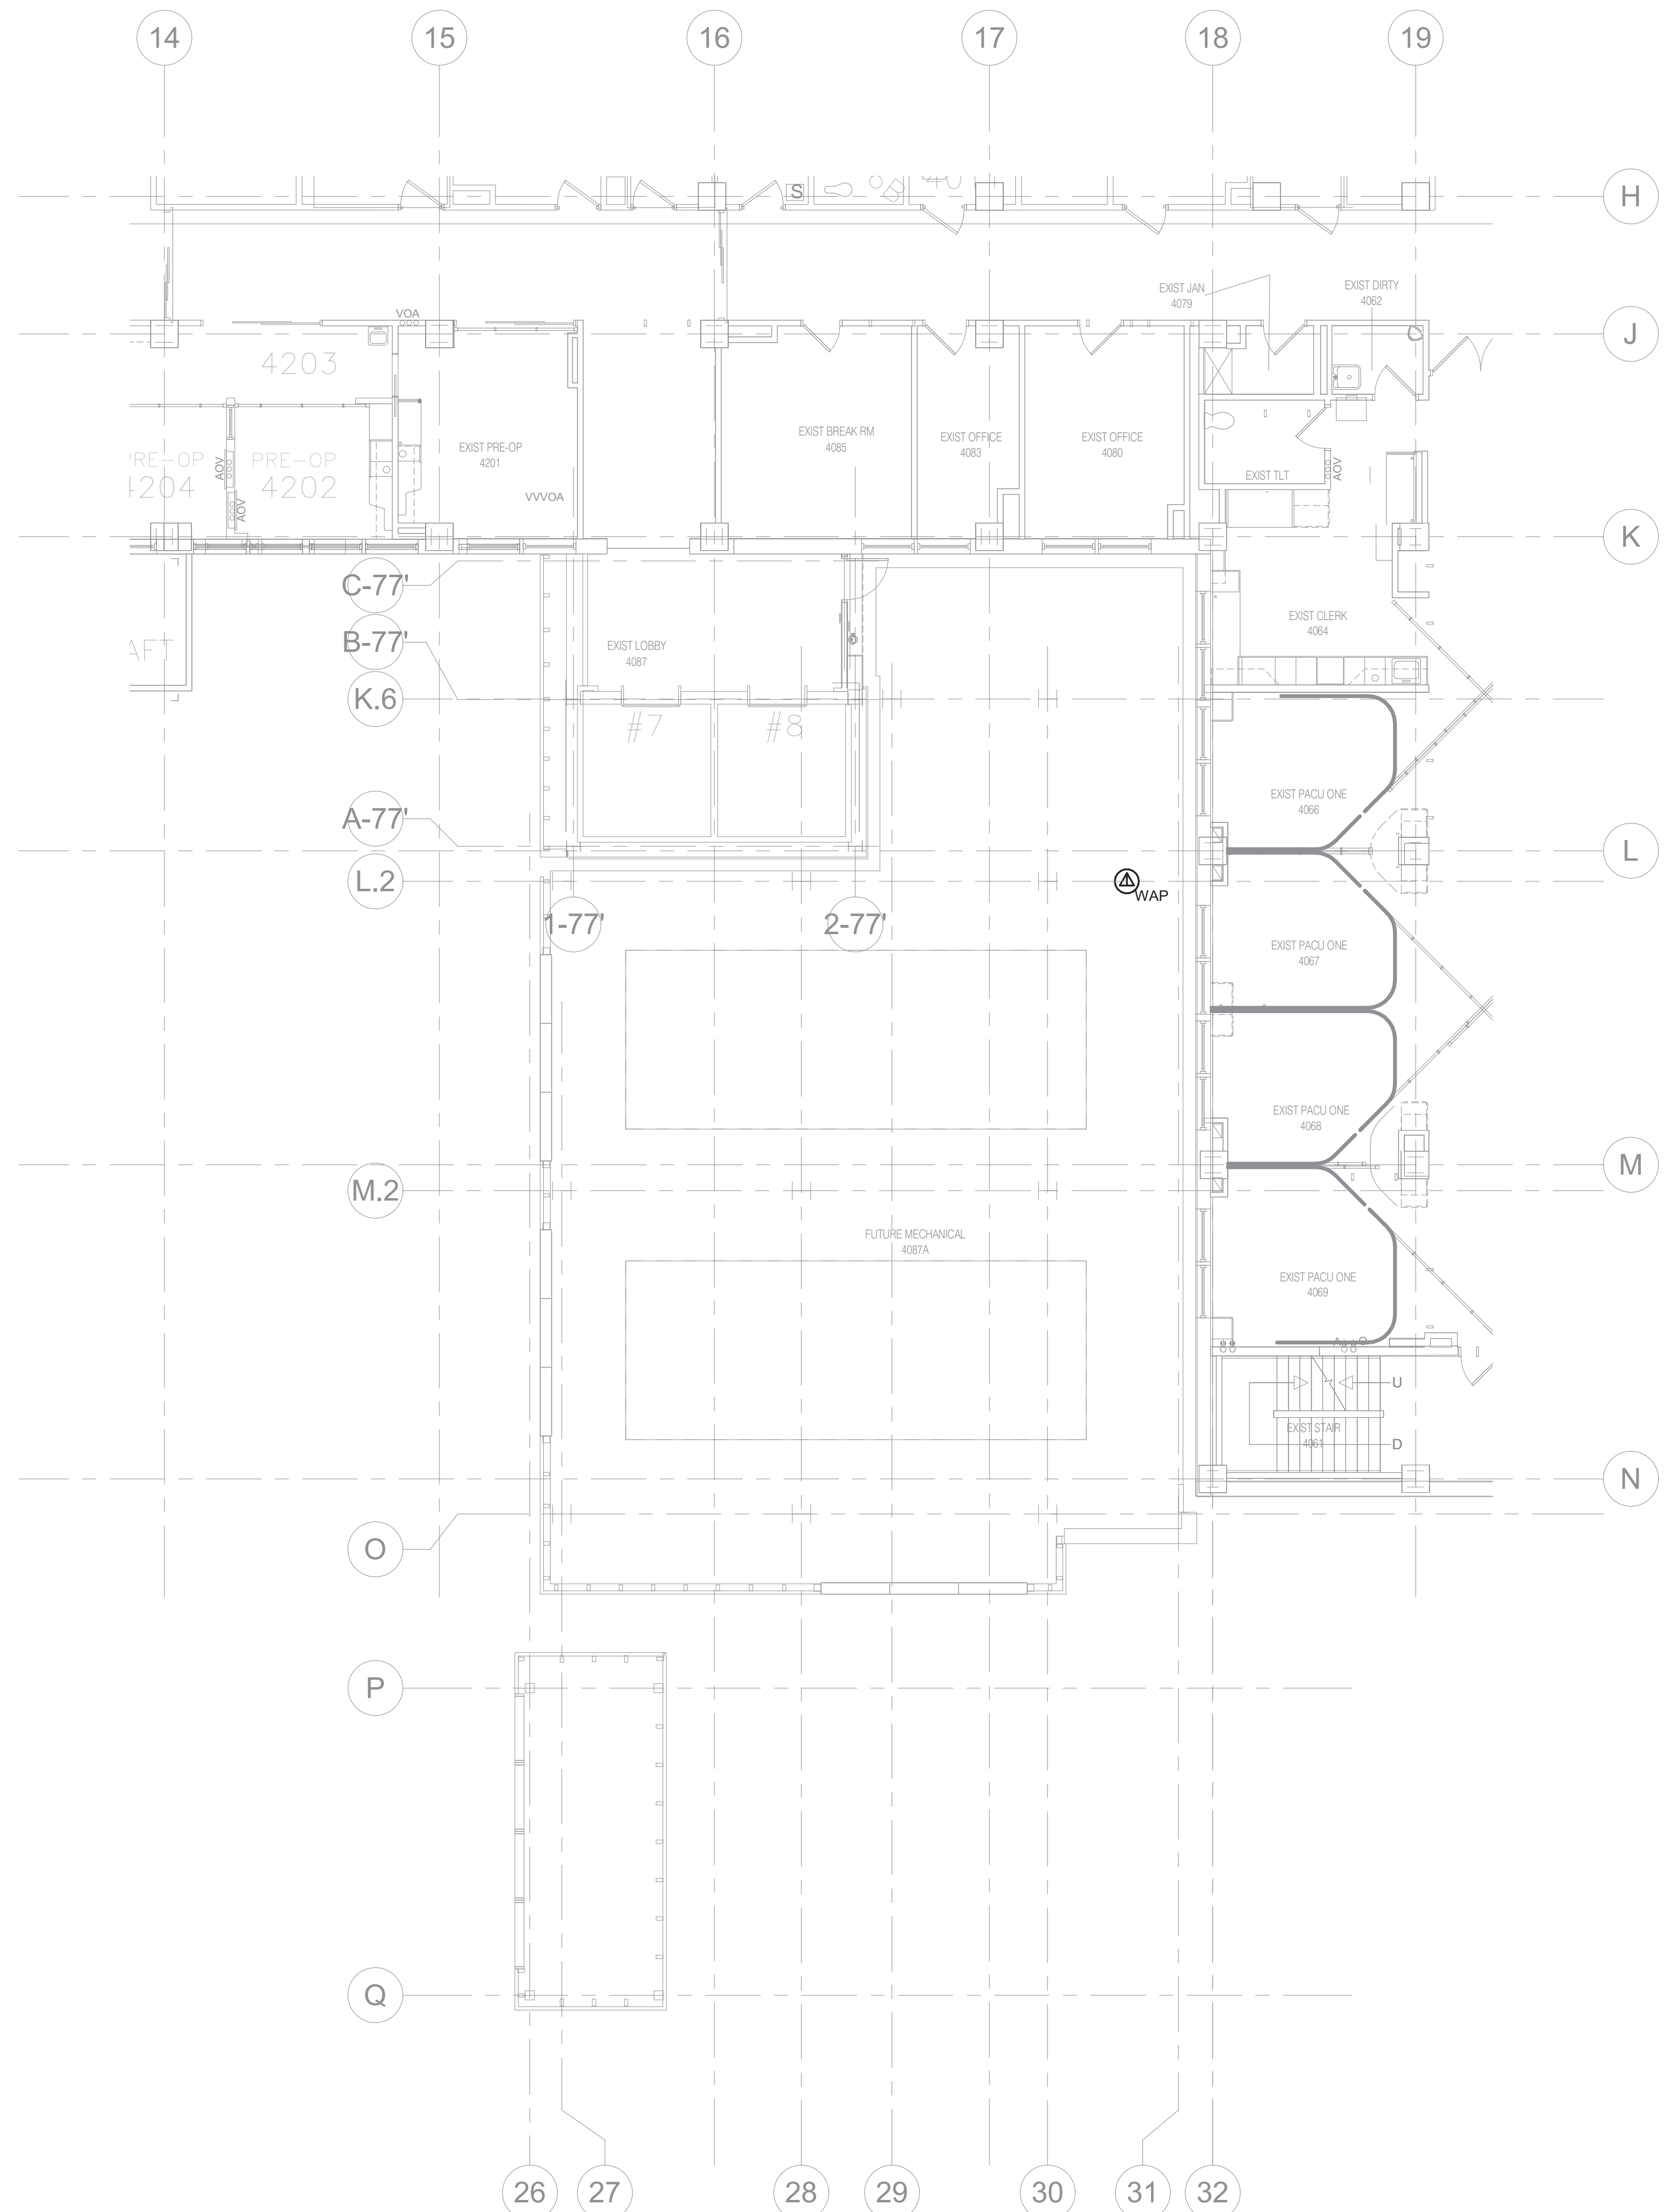 14
15
16
17
18
19
H
S
EXIST JAN
4079
EXIST DIRTY
4062
VOA
J
4203
EXIST BREAK RM
4085
EXIST OFFICE
4083
EXIST OFFICE
4080
EXIST PRE-OP
4201
PRE-OP
4202
4204
AOV
AOV
VVVOA
EXIST TLT
AOV
K
C-77'
B-77'
K.6
EXIST LOBBY
4087
EXIST CLERK
4064
#7
#8
A-77'
L.2
EXIST PACU ONE
4066
L
WAP
1-77'
2-77'
EXIST PACU ONE
4067
EXIST PACU ONE
4068
M
M.2
FUTURE MECHANICAL
4087A
EXIST PACU ONE
4069
U
EXIST STAIR
4061
D
N
O
P
Q
26
27
28
29
30
31
32